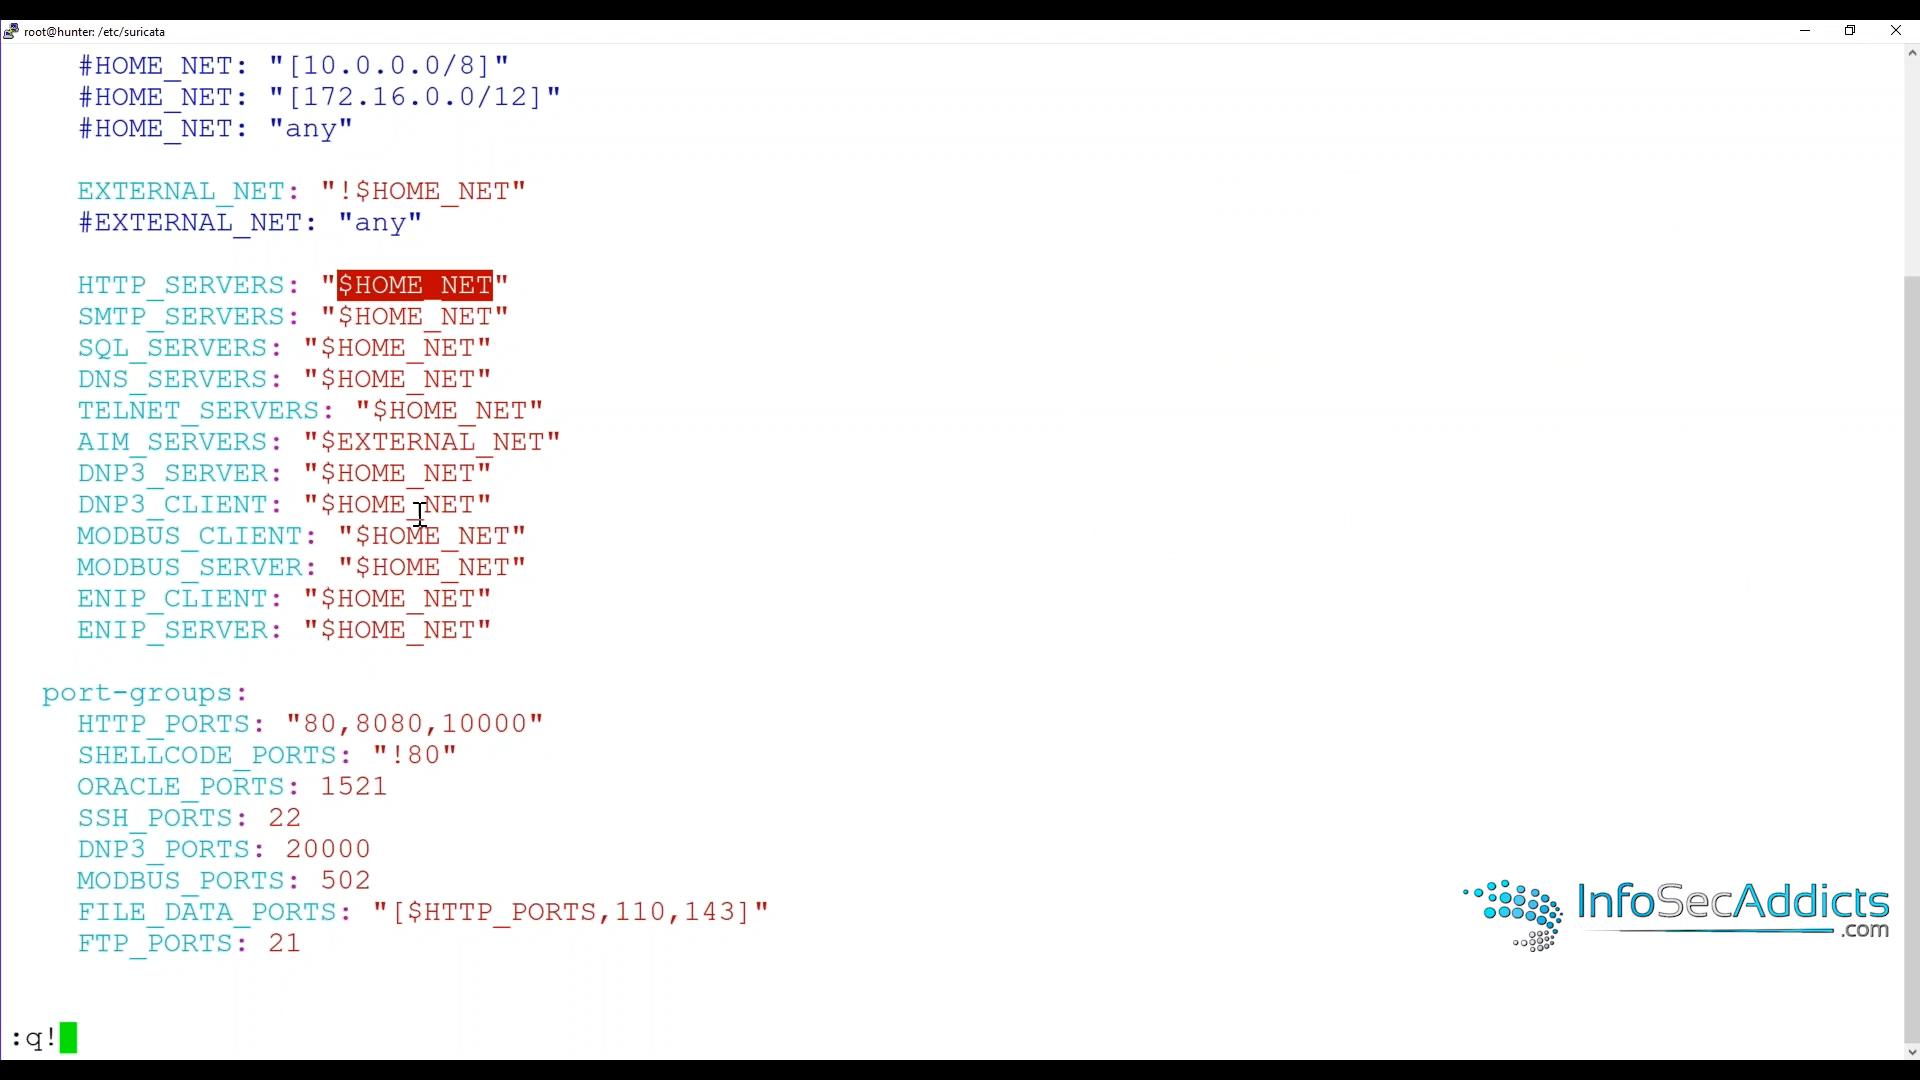 root@hunter: /etc/suricata
#HOME_NET: "[10.0.0.0/8]"
#HOME_NET: "[172.16.0.0/12]"
#HOME_NET: "any"
EXTERNAL_NET: "!$HOME_NET"
#EXTERNAL_NET: "any"
HTTP_SERVERS: "$HOME_NET"
SMTP_SERVERS: "$HOME_NET"
SQL_SERVERS: "$HOME_NET"
DNS_SERVERS: "$HOME_NET"
TELNET_SERVERS: "$HOME_NET"
AIM_SERVERS: "$EXTERNAL_NET"
DNP3_SERVER: "$HOME_NET"
DNP3_CLIENT: "$HOME_NET"
MODBUS_CLIENT: "$HOME_NET"
MODBUS_SERVER: "$HOME_NET"
ENIP_CLIENT: "$HOME_NET"
ENIP_SERVER: "$HOME_NET"
port-groups:
HTTP_PORTS: "80,8080,10000"
SHELLCODE_PORTS: "!80"
ORACLE_PORTS: 1521
SSH_PORTS: 22
DNP3_PORTS: 20000
MODBUS_PORTS: 502
FILE_DATA_PORTS: "[$HTTP_PORTS,110,143]"
FTP_PORTS: 21
InfoSecAddicts
.com
:q!